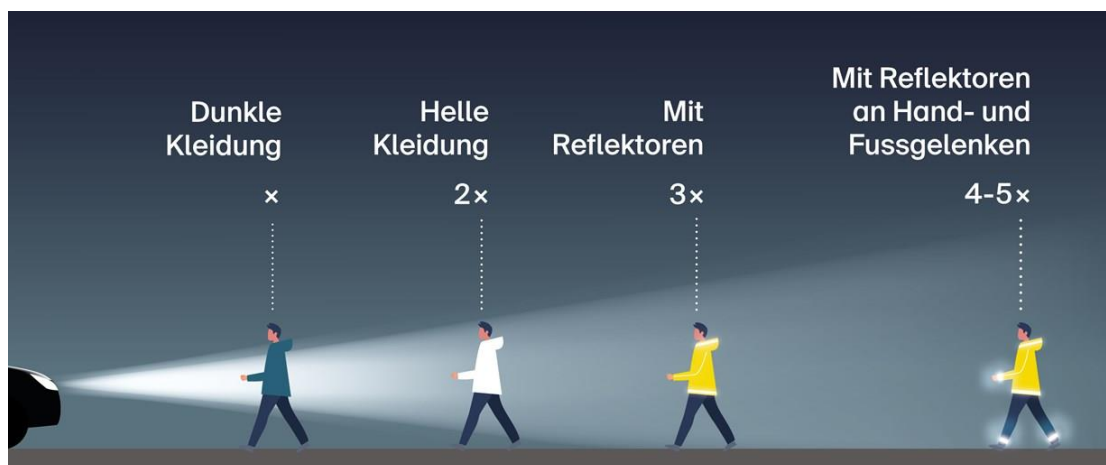 Dunkle
Kleidung
×
Helle
Kleidung
2×
Mit
Reflektoren
3×
Mit Reflektoren
an Hand- und
Fussgelenken
4-5×